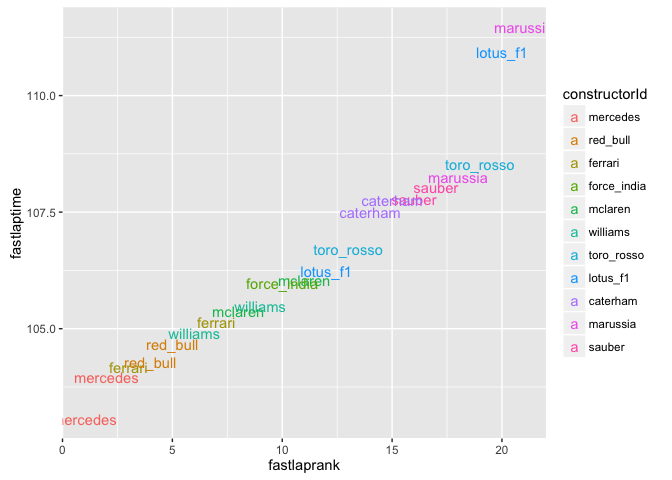 marussi
lotus_f1
110.0
constructorId
a mercedes
a red_bull
a ferrari
a force_india
a mclaren
a williams
a toro_rosso
a lotus_f1
a caterham
a marussia
a sauber
toro_rosso
marussia
sauber
caterham
sauber
107.5
caterham
fastlaptime
toro_rosso
lotus_f1
mclaren
force_india
williams
mclaren
ferrari
105.0
williams
red_bull
red_bull
ferrari
mercedes
mercedes
0 5 10 15 20
fastlaprank